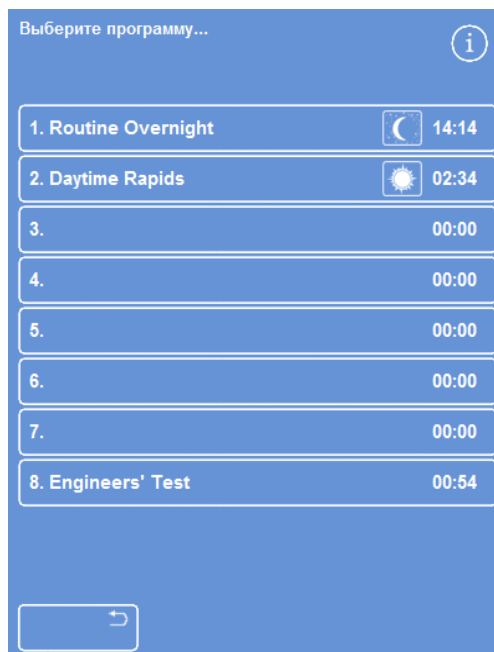 Выберите программу...
i
1. Routine Overnight 14:14
2. Daytime Rapids 02:34
3. 00:00
4. 00:00
5. 00:00
6. 00:00
7. 00:00
8. Engineers' Test 00:54